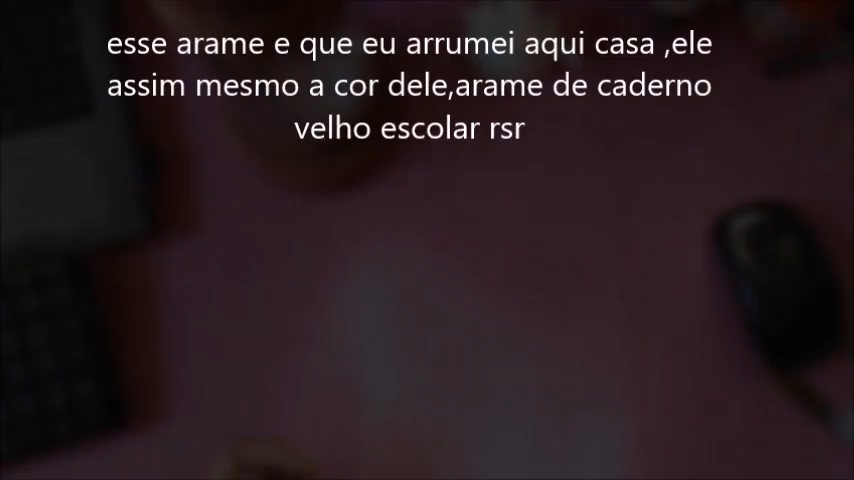 esse arame e que eu arrumei aqui casa ,ele
assim mesmo a cor dele,arame de caderno
velho escolar rsr